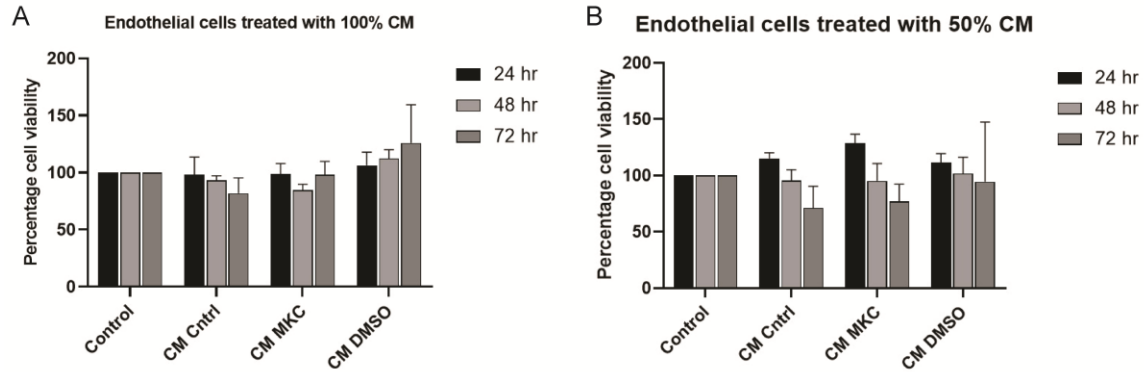 A
Endothelial cells treated with 100% CM
Percentage cell viability
200
150
100
50
0
Control
CM Cntrl
CM MKC
CM DMSO
24 hr
48 hr
72 hr
B
Endothelial cells treated with 50% CM
Percentage cell viability
200
150
100
50
0
Control
CM Cntrl
CM MKC
CM DMSO
24 hr
48 hr
72 hr